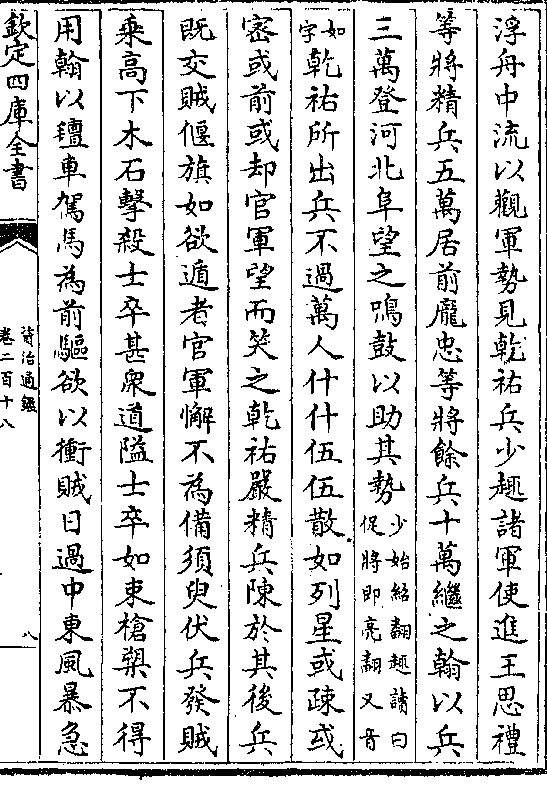 浮舟中流以觀軍勢見乾祐兵少趣諸軍使進王思禮
等將精兵五萬居前龐忠等將餘兵十萬繼之翰以兵
三萬登河北阜望之鳴鼓以助其勢少始紹翻趣讀曰促將即亮翻又音
如字乾祐所出兵不過萬人什什伍伍散如列星或疎或
密或前或却官軍望而笑之乾祐嚴精兵陳於其後兵
既交賊偃旗如欲遁者官軍懈不為備須臾伏兵發賊
乘高下木石擊殺士卒甚衆道隘士卒如束槍槊不得
用翰以氊車駕馬為前驅欲以衝賊日過中東風暴急
欽定四庫全書
資治通鑑
卷二百十八
八